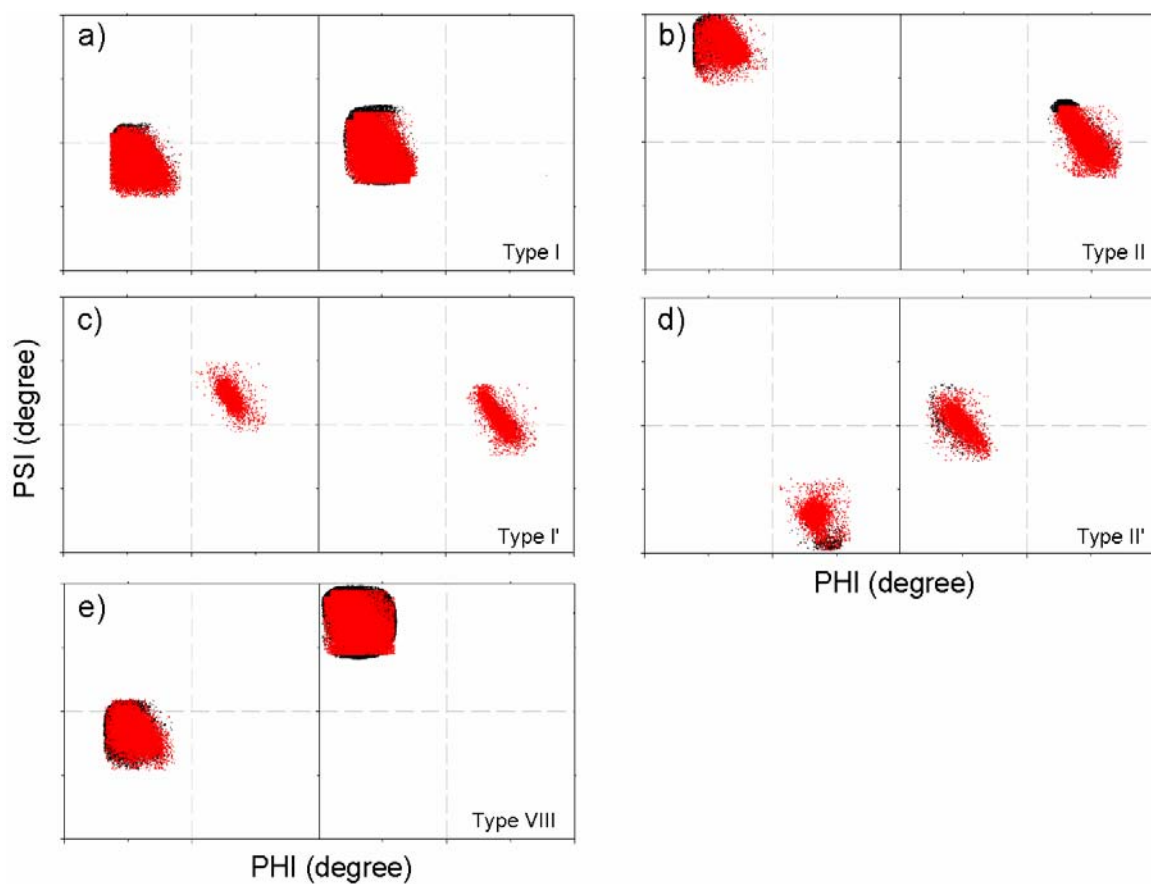 a)
Type I
b)
Type II
c)
Type I'
d)
Type II'
e)
Type VIII
PSI (degree)
PHI (degree)
PHI (degree)